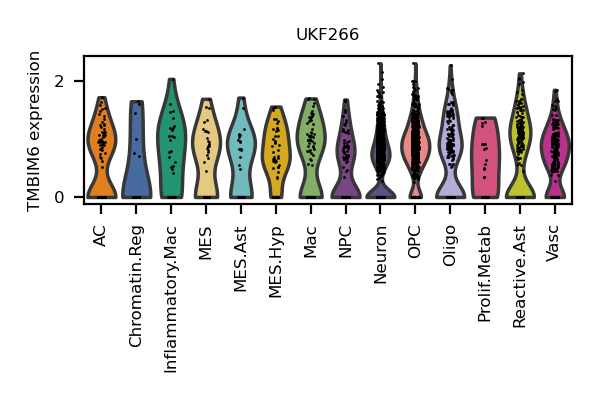 UKF266
TMBIM6 expression
2
0
AC
Chromatin.Reg
Inflammatory.Mac
MES
MES.Ast
MES.Hyp
Mac
NPC
Neuron
OPC
Oligo
Prolif.Metab
Reactive.Ast
Vasc